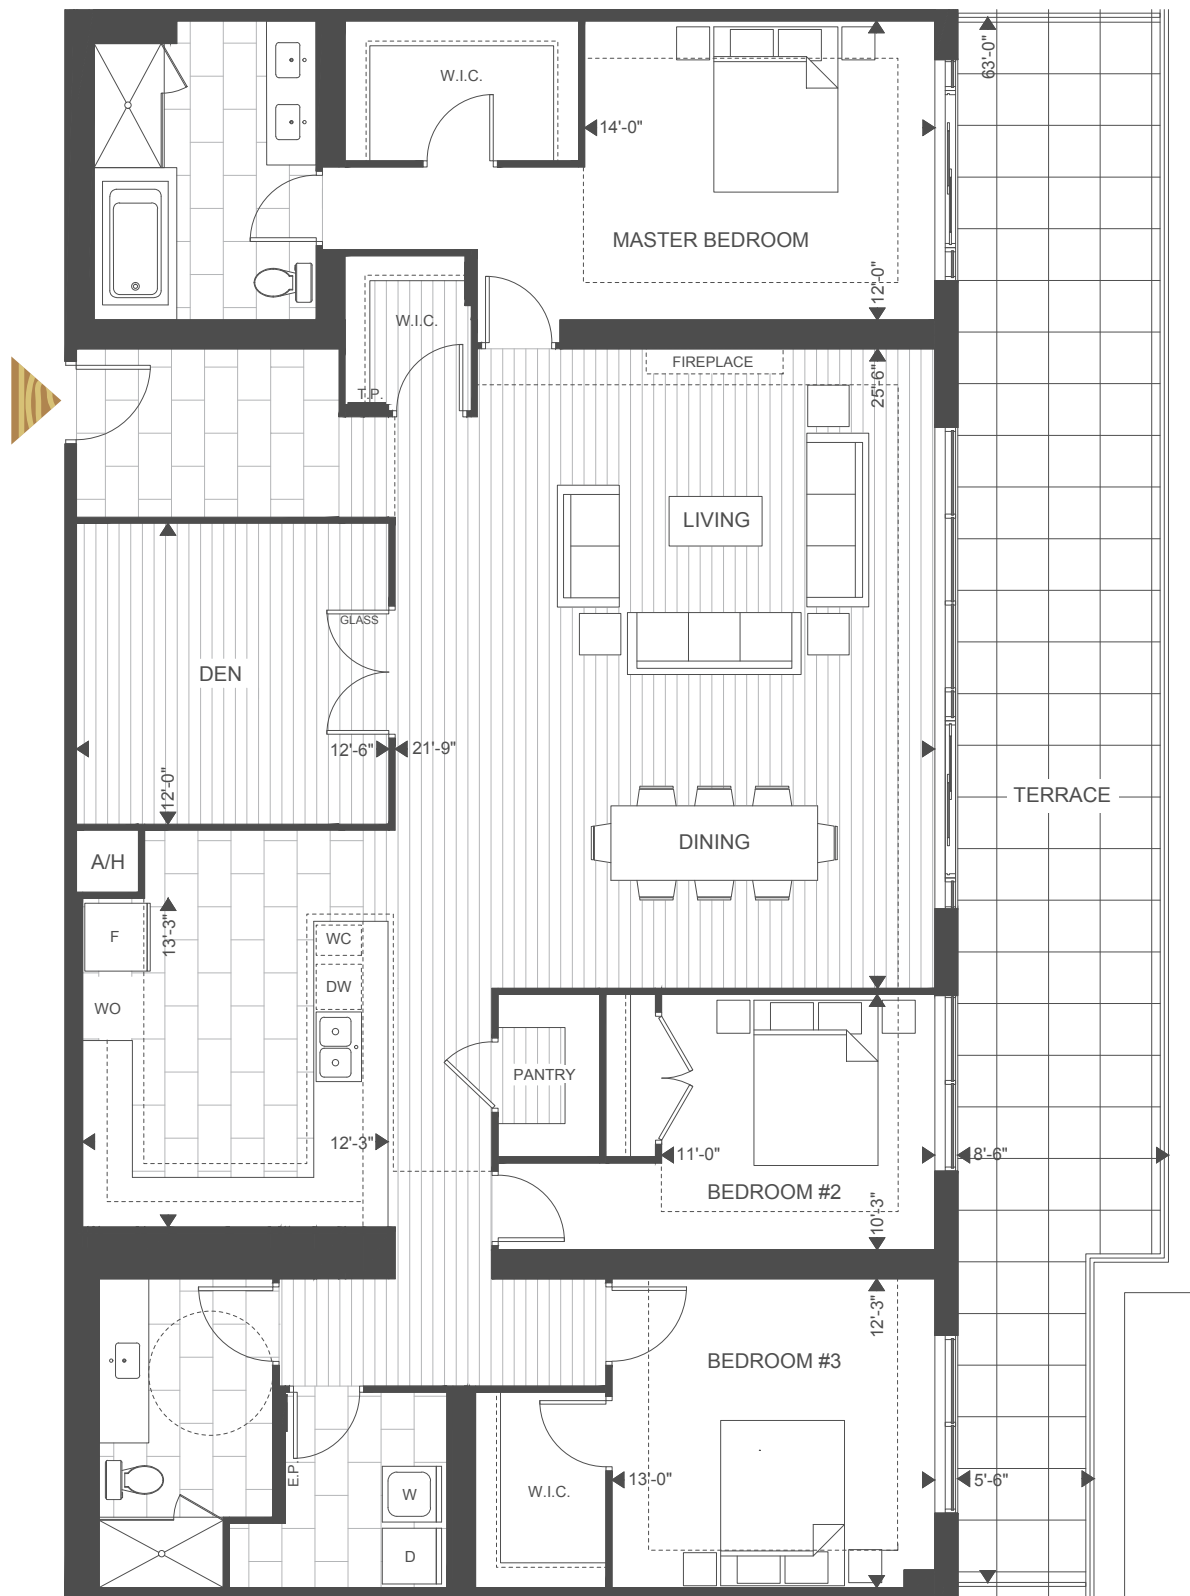 63'-0"
W.I.C.
14'-0"
MASTER BEDROOM
12'-0"
W.I.C.
T.P.
FIREPLACE
25'-6"
LIVING
GLASS
DEN
12'-6"
21'-9"
12'-0"
TERRACE
DINING
A/H
F
13'-3"
WC
DW
WO
PANTRY
12'-3"
11'-0"
8'-6"
BEDROOM #2
10'-3"
12'-3"
BEDROOM #3
E.P.
W
W.I.C.
13'-0"
5'-6"
D